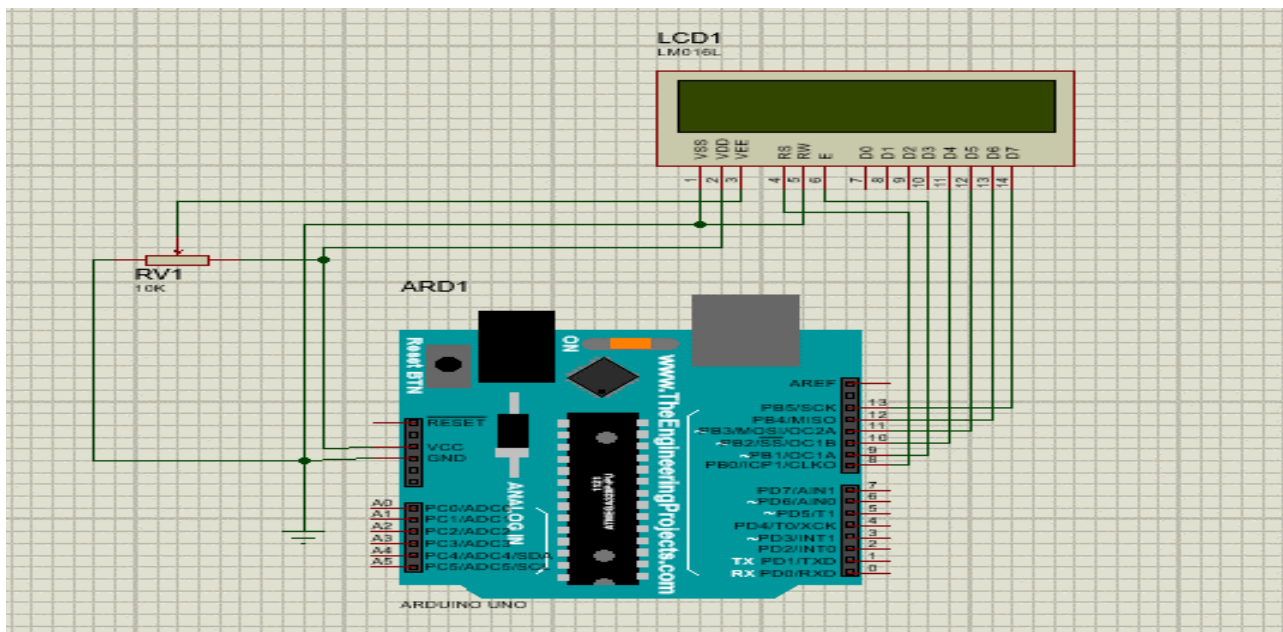 LCD1
LM016L
VSS
VDD
VEE
RS
RW
E
D0
D1
D2
D3
D4
D5
D6
D7
1
2
3
4
5
6
7
8
9
10
11
12
13
14
RV1
10K
ARD1
Reset BTN
ON
www.TheEngineeringProjects.com
ANALOG IN
1121
ATMEGA328P-PU
RESET
VCC
GND
A0 PC0/ADC0
A1 PC1/ADC1
A2 PC2/ADC2
A3 PC3/ADC3
A4 PC4/ADC4/SDA
A5 PC5/ADC5/SCL
AREF
PB5/SCK 13
PB4/MISO 12
~PB3/MOSI/OC2A 11
~PB2/SS/OC1B 10
~PB1/OC1A 9
PB0/ICP1/CLKO 8
PD7/AIN1 7
~PD6/AIN0 6
~PD5/T1 5
PD4/T0/XCK 4
~PD3/INT1 3
PD2/INT0 2
TX PD1/TXD 1
RX PD0/RXD 0
ARDUINO UNO